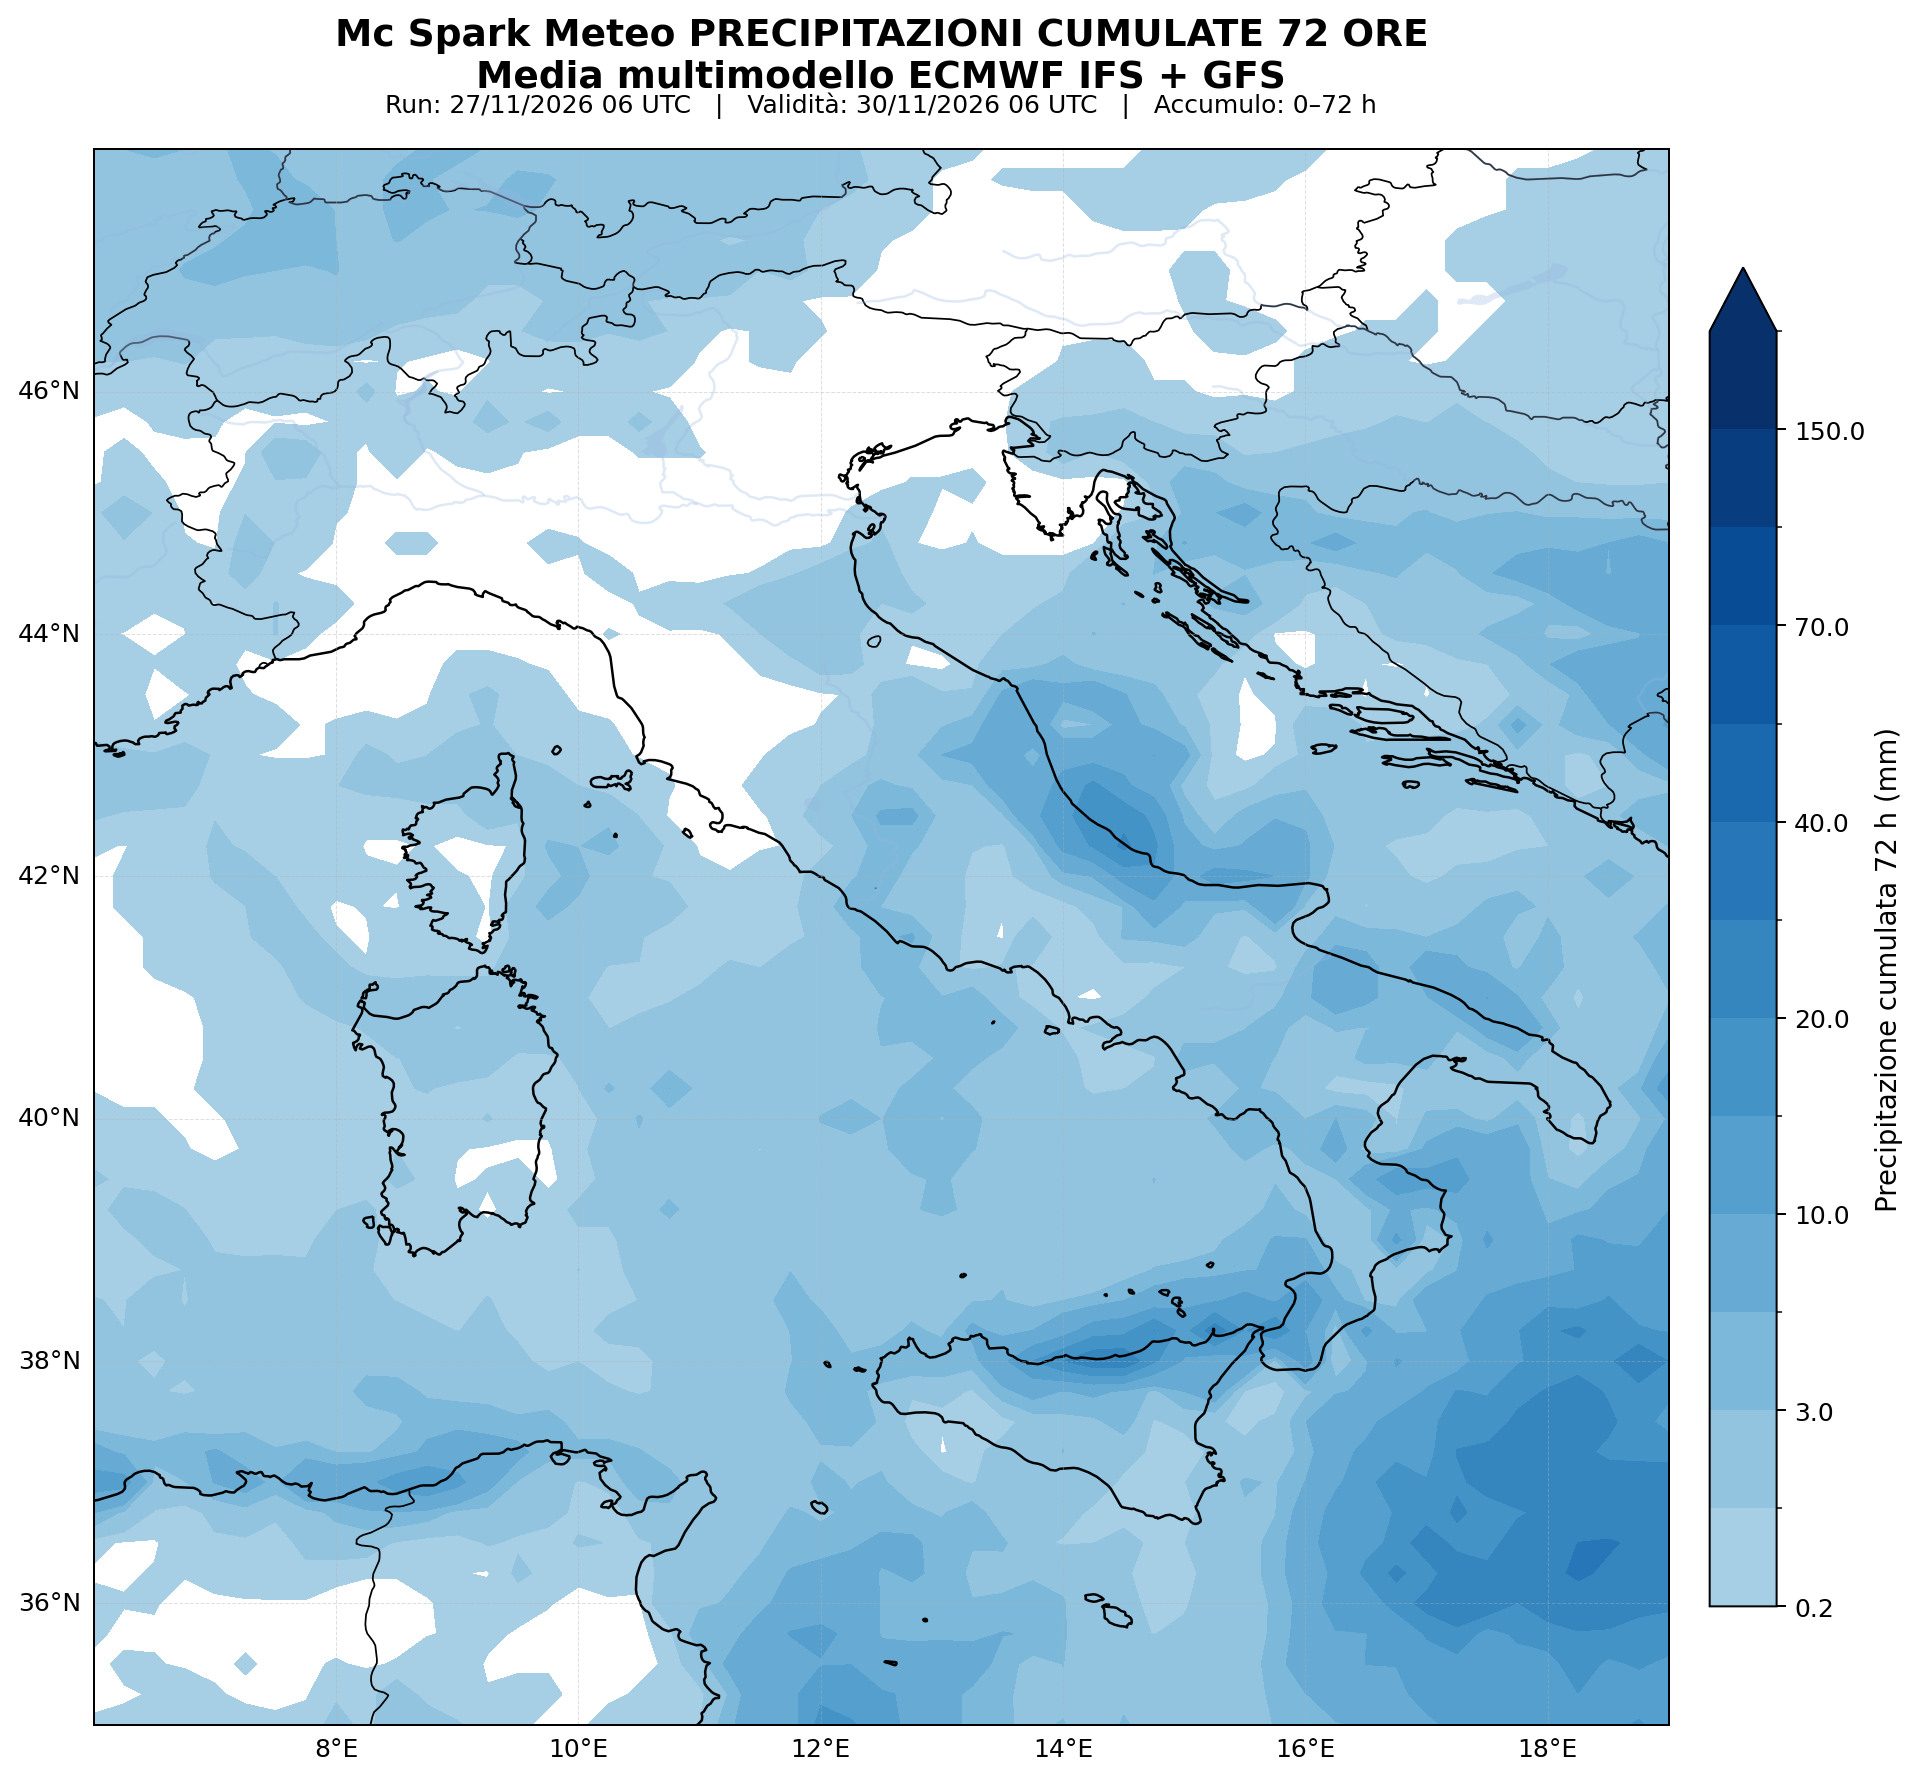 Mc Spark Meteo PRECIPITAZIONI CUMULATE 72 ORE
Media multimodello ECMWF IFS + GFS
Run: 27/11/2026 06 UTC | Validità: 30/11/2026 06 UTC | Accumulo: 0–72 h
46°N
44°N
42°N
40°N
38°N
36°N
8°E
10°E
12°E
14°E
16°E
18°E
150.0
70.0
40.0
20.0
10.0
3.0
0.2
Precipitazione cumulata 72 h (mm)